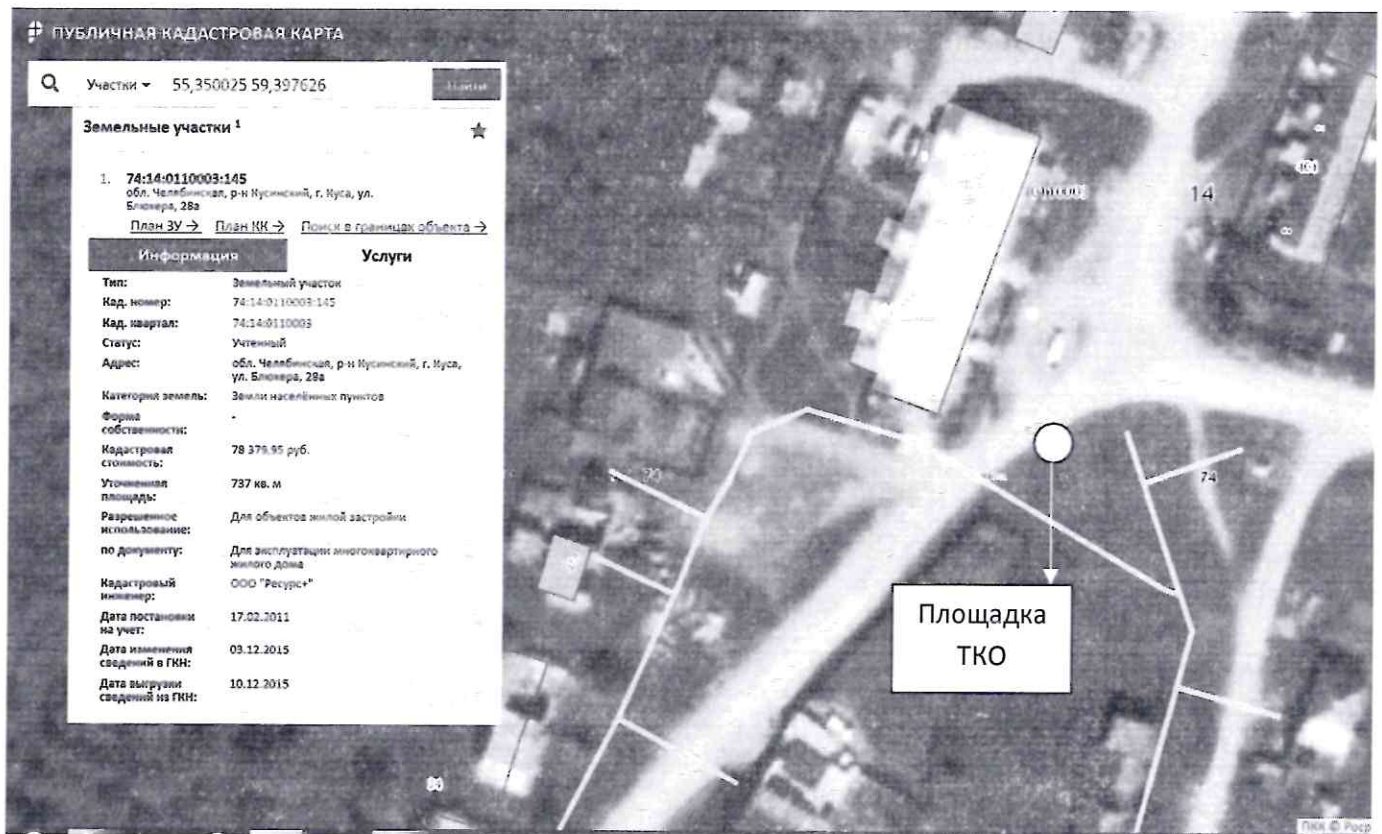 ПУБЛИЧНАЯ КАДАСТРОВАЯ КАРТА
Участки 55,350025 59,397626 Найти
Земельные участки 1
1. 74:14:0110003:145
обл. Челябинская, р-н Кусинский, г. Куса, ул.
Блюхера, 28а
План ЗУ → План КК → Поиск в границах объекта →
Информация Услуги
Тип: Земельный участок
Кад. номер: 74:14:0110003:145
Кад. квартал: 74:14:0110003
Статус: Учтенный
Адрес: обл. Челябинская, р-н Кусинский, г. Куса,
ул. Блюхера, 28а
Категория земель: Земли населённых пунктов
Форма
собственности: -
Кадастровая
стоимость: 78 379,95 руб.
Уточненная
площадь: 737 кв. м
Разрешенное
использование: Для объектов жилой застройки
по документу: Для эксплуатации многоквартирного
жилого дома
Кадастровый
инженер: ООО "Ресурс+"
Дата постановки
на учет: 17.02.2011
Дата изменения
сведений в ГКН: 03.12.2015
Дата выгрузки
сведений из ГКН: 10.12.2015
14
70
74
Площадка
ТКО
80
ПКК © Роср